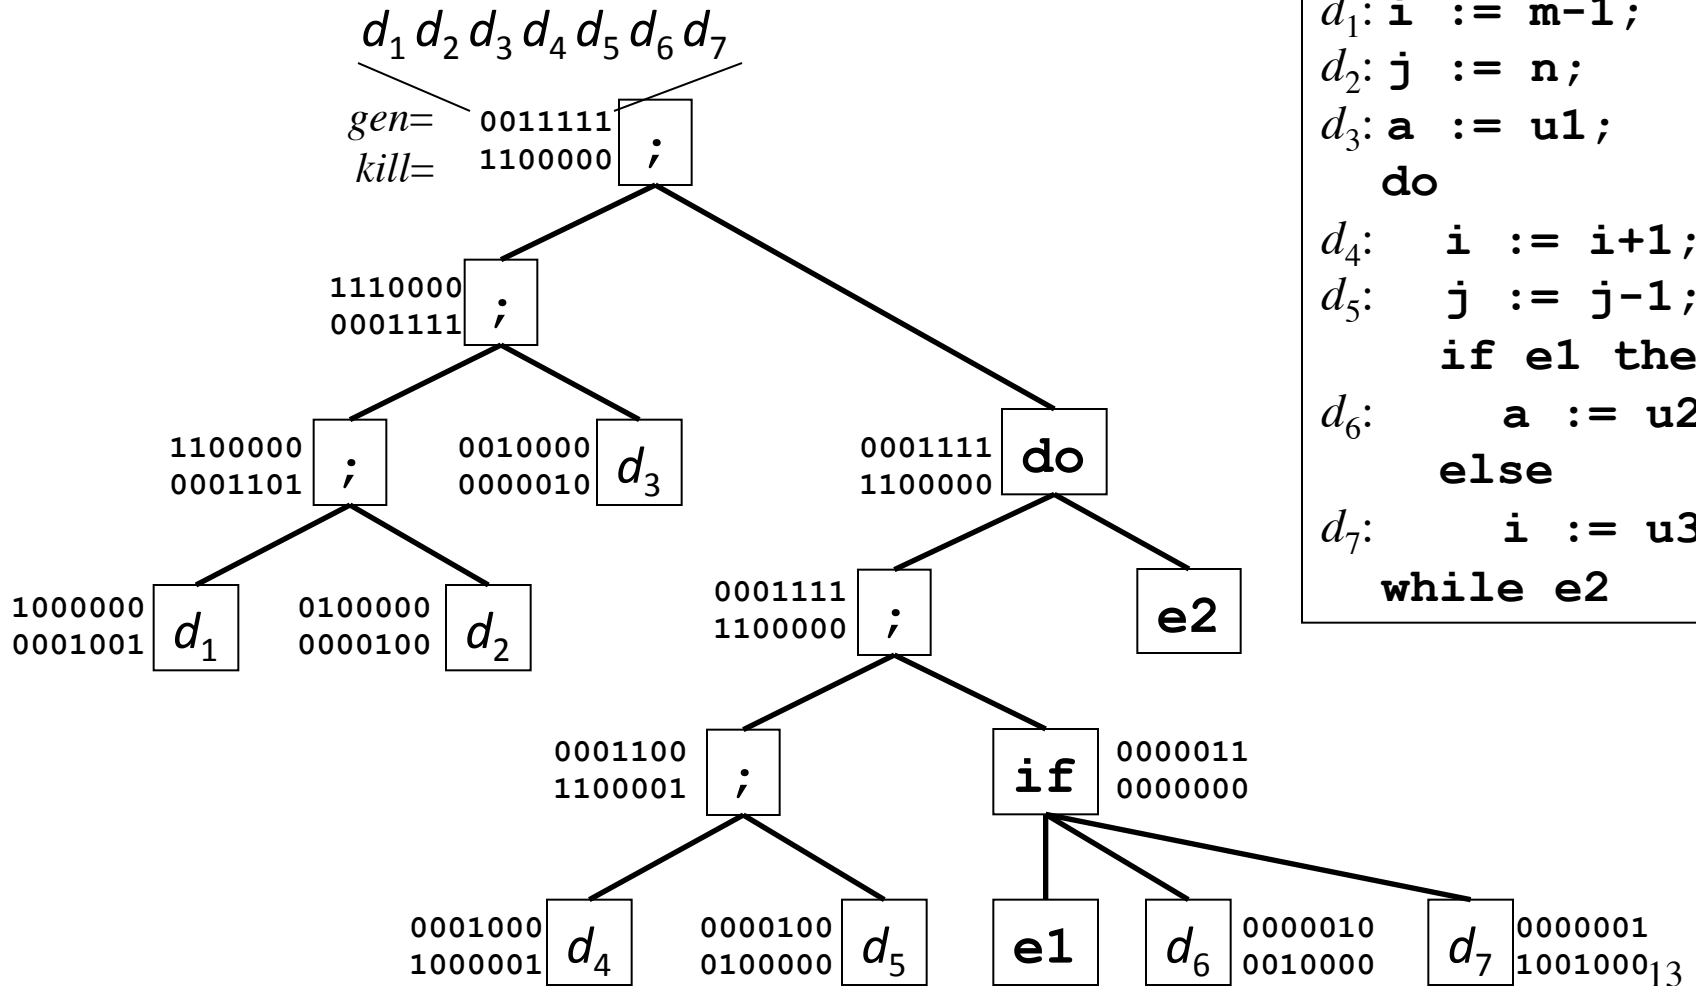 d1 d2 d3 d4 d5 d6 d7
gen= 0011111
kill= 1100000
;
1110000
0001111
;
1100000
0001101
;
0010000
0000010
d3
0001111
1100000
do
1000000
0001001
d1
0100000
0000100
d2
0001111
1100000
;
e2
0001100
1100001
;
if
0000011
0000000
0001000
1000001
d4
0000100
0100000
d5
e1
d6
0000010
0010000
d7
0000001
1001000
d1: i := m-1;
d2: j := n;
d3: a := u1;
do
d4: i := i+1;
d5: j := j-1;
if e1 the
d6: a := u2
else
d7: i := u3
while e2
13